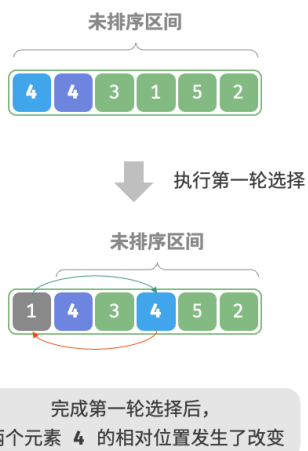 未排序区间
4 4 3 1 5 2
执行第一轮选择
未排序区间
1 4 3 4 5 2
完成第一轮选择后，
两个元素 4 的相对位置发生了改变